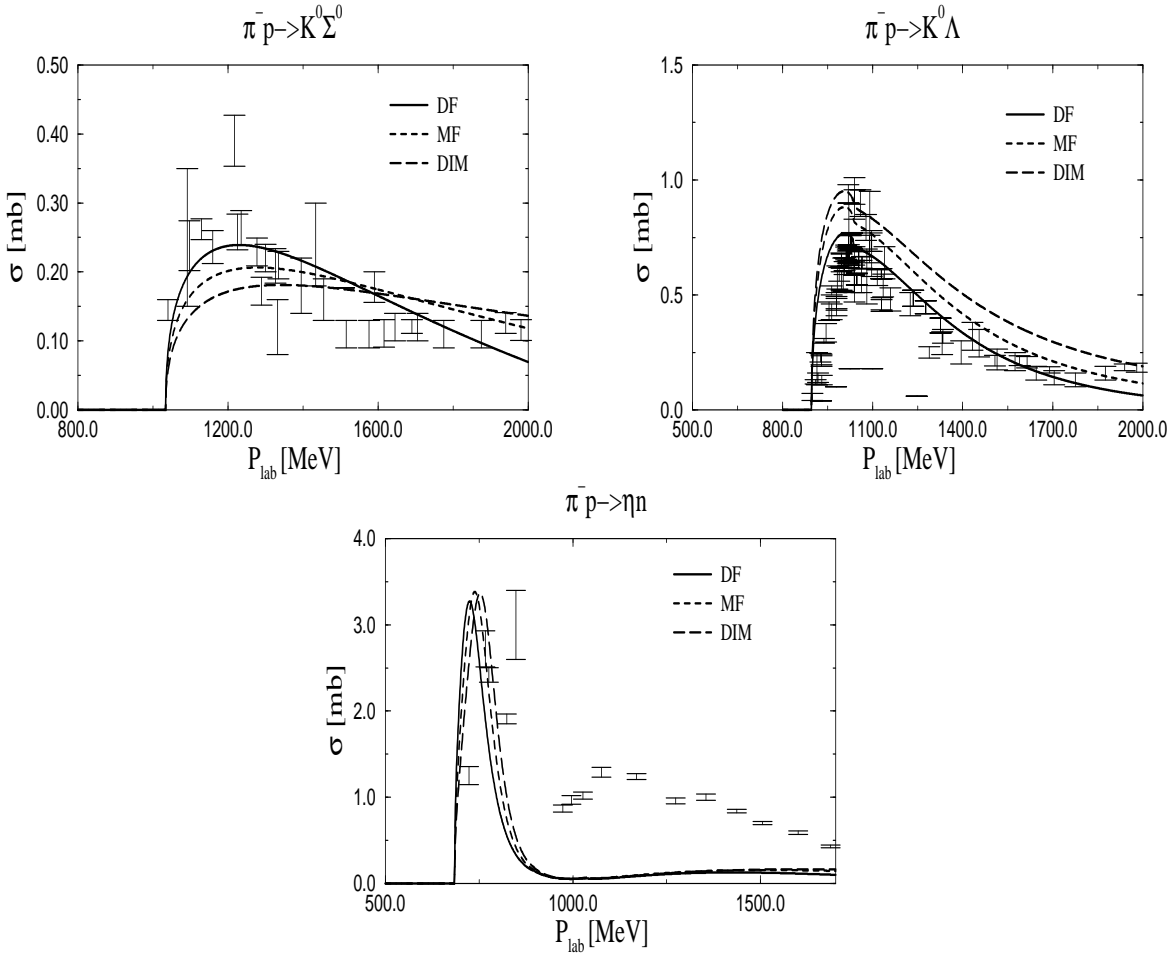 π⁻p−>K⁰Σ⁰
0.50
0.40
0.30
0.20
0.10
0.00
σ [mb]
DF
MF
DIM
800.0 1200.0 1600.0 2000.0
P_lab [MeV]
π⁻p−>K⁰Λ
1.5
1.0
0.5
0.0
σ [mb]
DF
MF
DIM
500.0 800.0 1100.0 1400.0 1700.0 2000.0
P_lab [MeV]
π⁻p−>ηn
4.0
3.0
2.0
1.0
0.0
σ [mb]
DF
MF
DIM
500.0 1000.0 1500.0
P_lab [MeV]